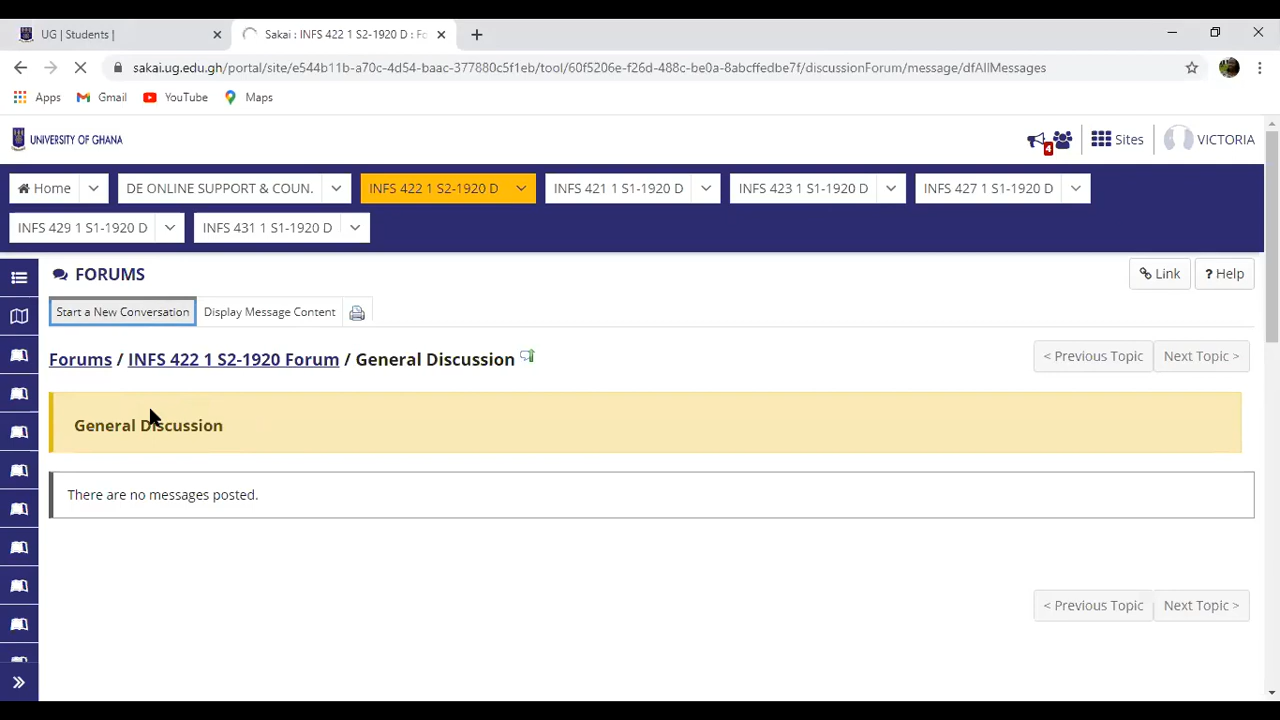 UG | Students |
Sakai : INFS 422 1 S2-1920 D : Fo
sakai.ug.edu.gh/portal/site/e544b11b-a70c-4d54-baac-377880c5f1eb/tool/60f5206e-f26d-488c-be0a-8abcffedbe7f/discussionForum/message/dfAllMessages
Apps Gmail YouTube Maps
UNIVERSITY OF GHANA 4 Sites VICTORIA
Home DE ONLINE SUPPORT & COUN. INFS 422 1 S2-1920 D INFS 421 1 S1-1920 D INFS 423 1 S1-1920 D INFS 427 1 S1-1920 D
INFS 429 1 S1-1920 D INFS 431 1 S1-1920 D
FORUMS Link ? Help
Start a New Conversation Display Message Content
Forums / INFS 422 1 S2-1920 Forum / General Discussion < Previous Topic Next Topic >
General Discussion
There are no messages posted.
< Previous Topic Next Topic >